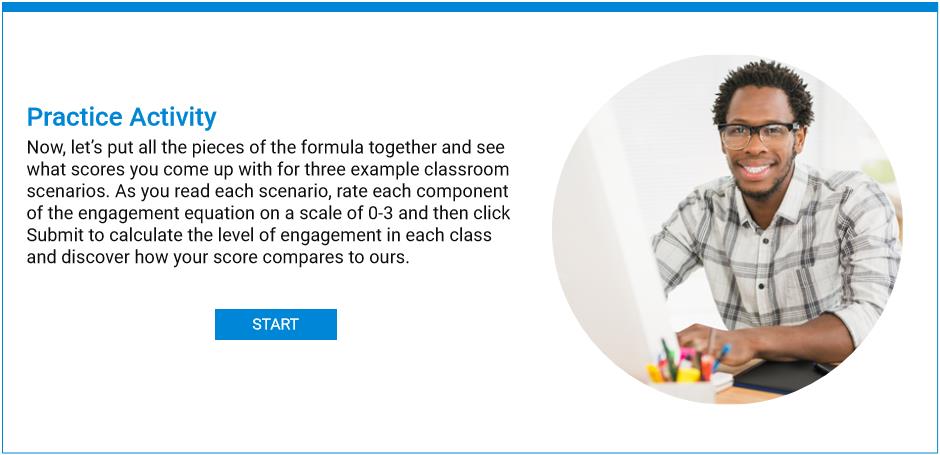 Practice Activity
Now, let’s put all the pieces of the formula together and see
what scores you come up with for three example classroom
scenarios. As you read each scenario, rate each component
of the engagement equation on a scale of 0-3 and then click
Submit to calculate the level of engagement in each class
and discover how your score compares to ours.
START